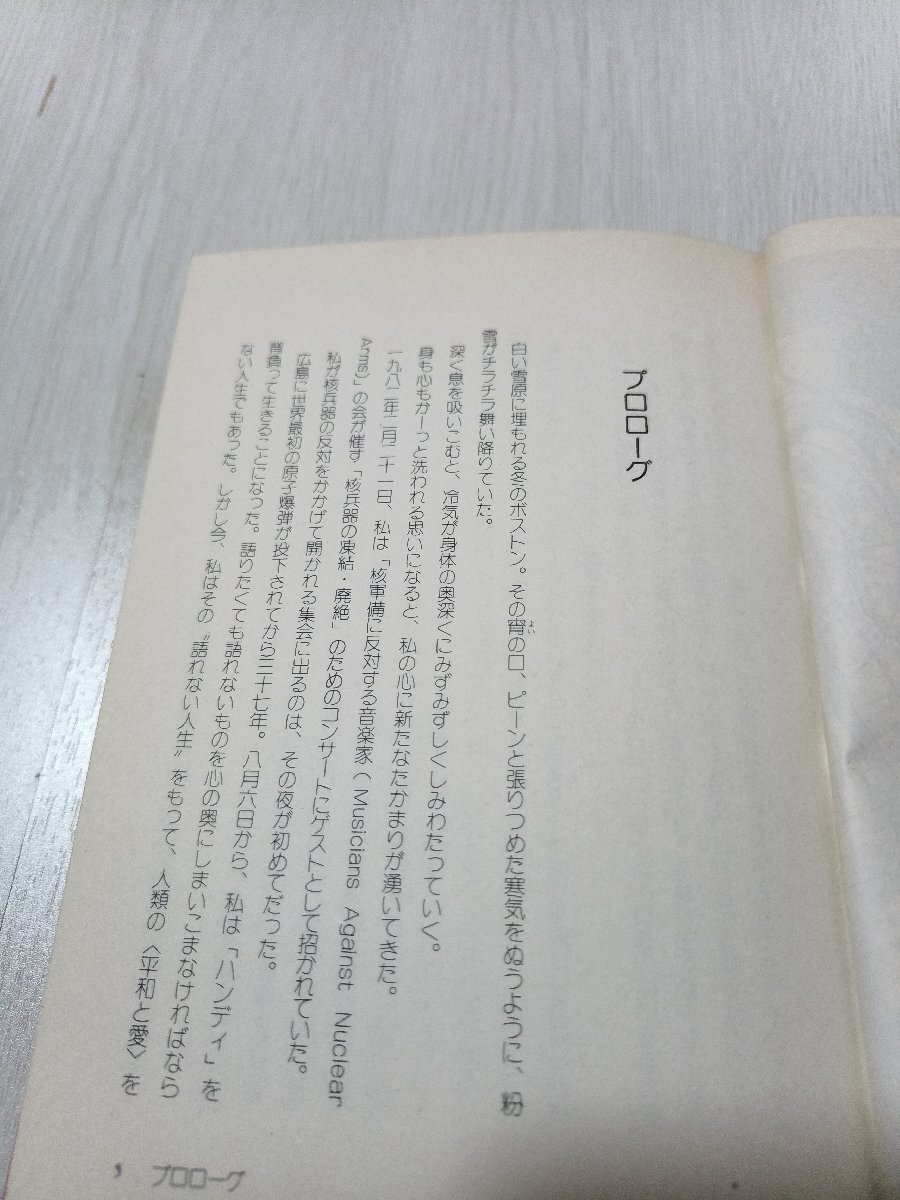 プロローグ
白い雪原に埋もれる冬のボストン。その宵の口、ピーンと張りつめた寒気をぬうように、粉
よい
雪がチラチラ舞い降りていた。
深く息を吸いこむと、冷気が身体の奥深くにみずみずしくしみわたっていく。
身も心もかーっと洗われる思いになると、私の心に新たなたかまりが湧いてきた。
一九八二年二月二十一日、私は「核軍備に反対する音楽家(Musicians Against Nuclear
Arms)」の会が催す「核兵器の凍結・廃絶」のためのコンサートにゲストとして招かれていた。
私が核兵器の反対をかかげて開かれる集会に出るのは、その夜が初めてだった。
広島に世界最初の原子爆弾が投下されてから三十七年。八月六日から、私は「ハンディ」を
背負って生きることになった。語りたくても語れないものを心の奥にしまいこまなければなら
ない人生でもあった。しかし今、私はその〝語れない人生〟をもって、人類の〈平和と愛〉を
プロローグ